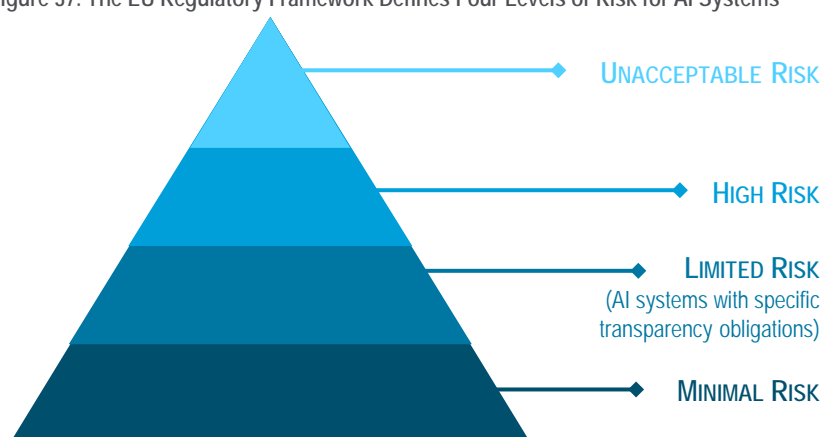 37. The EU Regulatory Framework Defines Four Levels of Risk for AI Systems
UNACCEPTABLE RISK
HIGH RISK
LIMITED RISK
(AI systems with specific
transparency obligations)
MINIMAL RISK